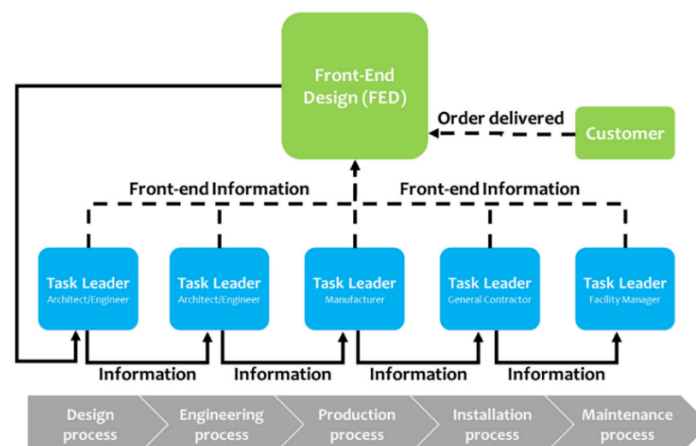 Front-End
Design (FED)
Order delivered
Customer
Front-end Information
Front-end Information
Task Leader
Architect/Engineer
Task Leader
Architect/Engineer
Task Leader
Manufacturer
Task Leader
General Contractor
Task Leader
Facility Manager
Information
Information
Information
Information
Design
process
Engineering
process
Production
process
Installation
process
Maintenance
process